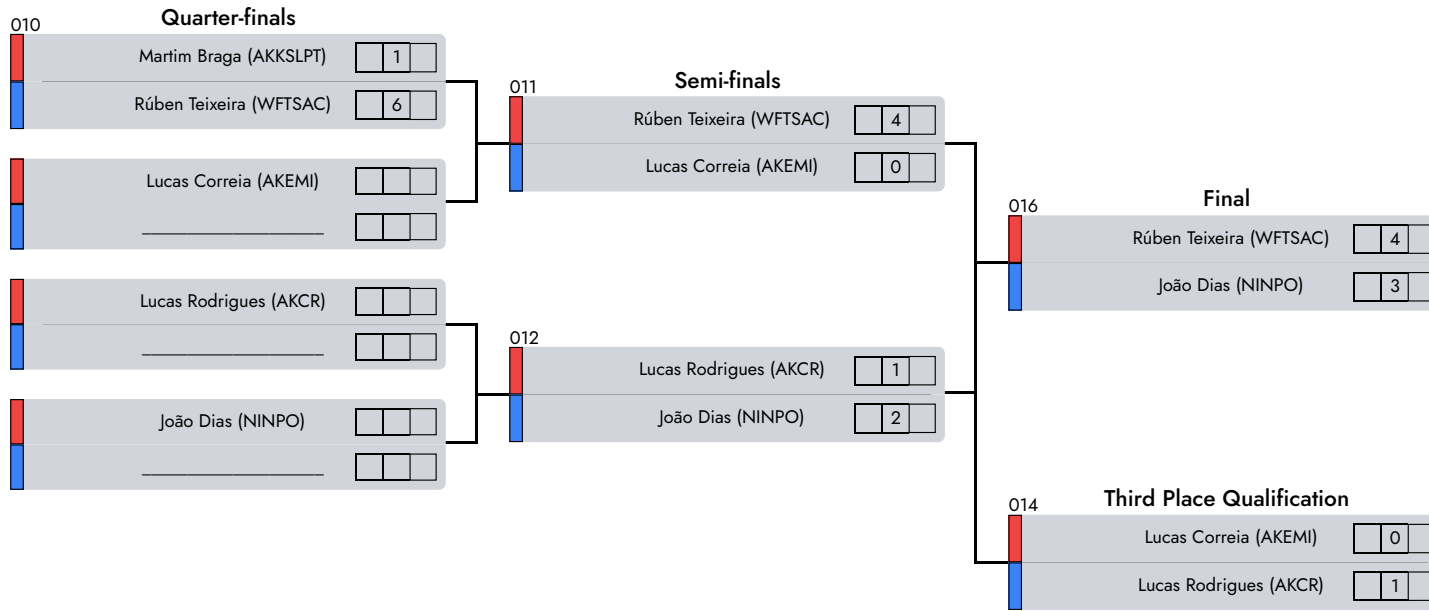 Quarter-finals
010
Martim Braga (AKKSLPT) 1
Rúben Teixeira (WFTSAC) 6
Lucas Correia (AKEMI)
____________________
Lucas Rodrigues (AKCR)
____________________
João Dias (NINPO)
____________________
Semi-finals
011
Rúben Teixeira (WFTSAC) 4
Lucas Correia (AKEMI) 0
012
Lucas Rodrigues (AKCR) 1
João Dias (NINPO) 2
Final
016
Rúben Teixeira (WFTSAC) 4
João Dias (NINPO) 3
Third Place Qualification
014
Lucas Correia (AKEMI) 0
Lucas Rodrigues (AKCR) 1